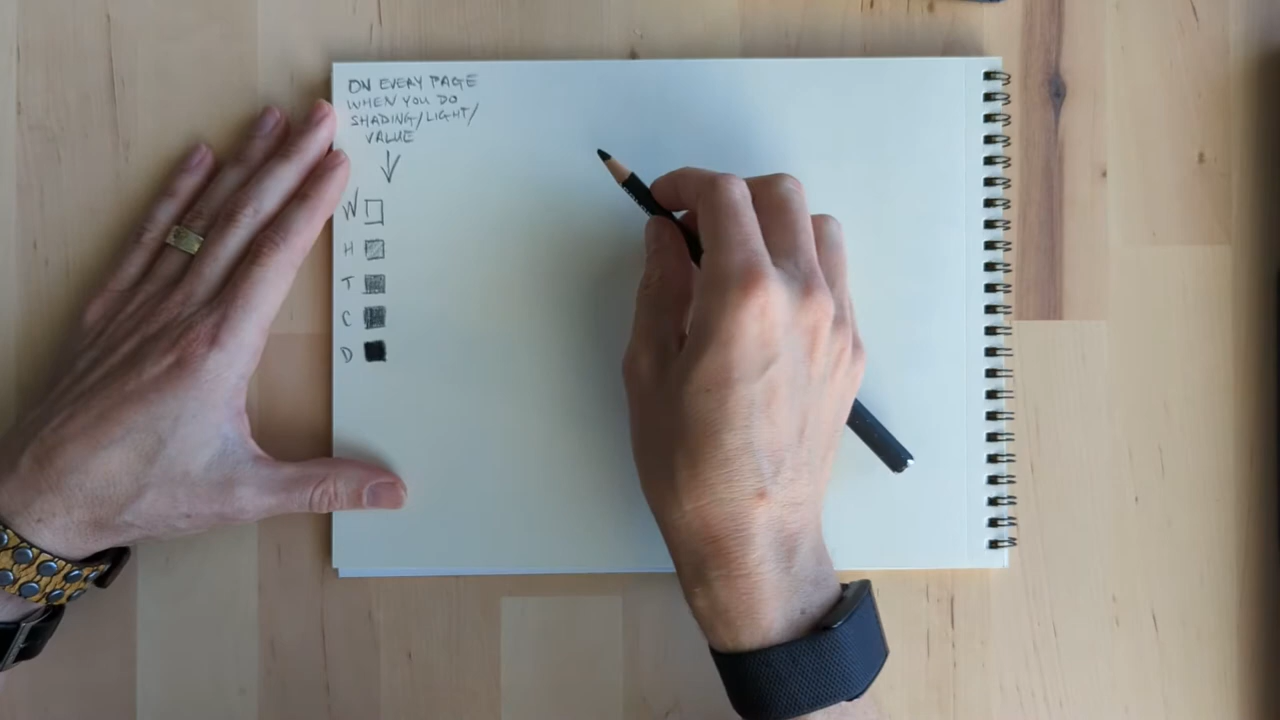 ON EVERY PAGE
WHEN YOU DO
SHADING/LIGHT/
VALUE
W
H
T
C
D